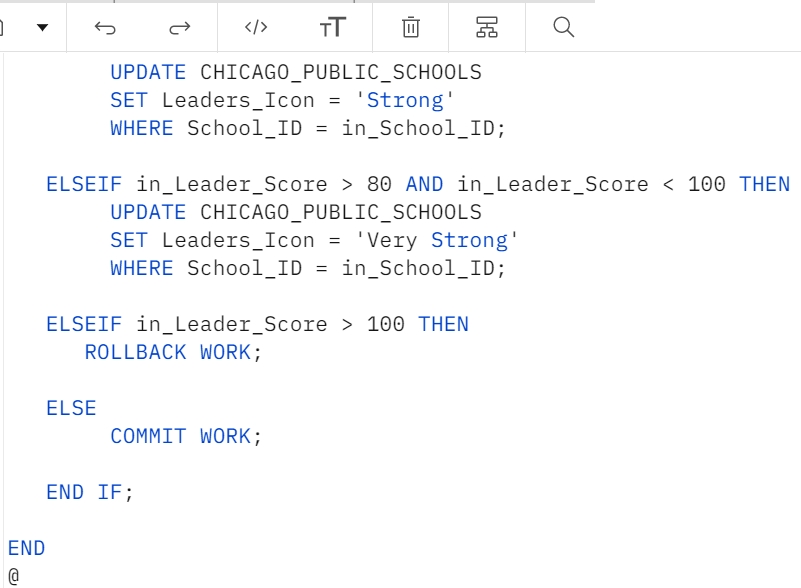 UPDATE CHICAGO_PUBLIC_SCHOOLS
SET Leaders_Icon = 'Strong'
WHERE School_ID = in_School_ID;
ELSEIF in_Leader_Score > 80 AND in_Leader_Score < 100 THEN
UPDATE CHICAGO_PUBLIC_SCHOOLS
SET Leaders_Icon = 'Very Strong'
WHERE School_ID = in_School_ID;
ELSEIF in_Leader_Score > 100 THEN
ROLLBACK WORK;
ELSE
COMMIT WORK;
END IF;
END
@